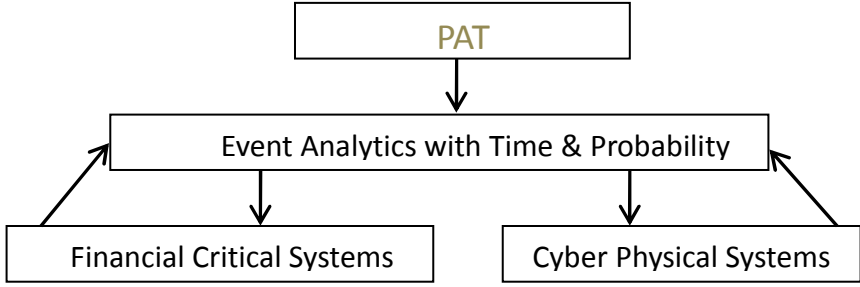 PAT
Event Analytics with Time & Probability
Financial Critical Systems
Cyber Physical Systems